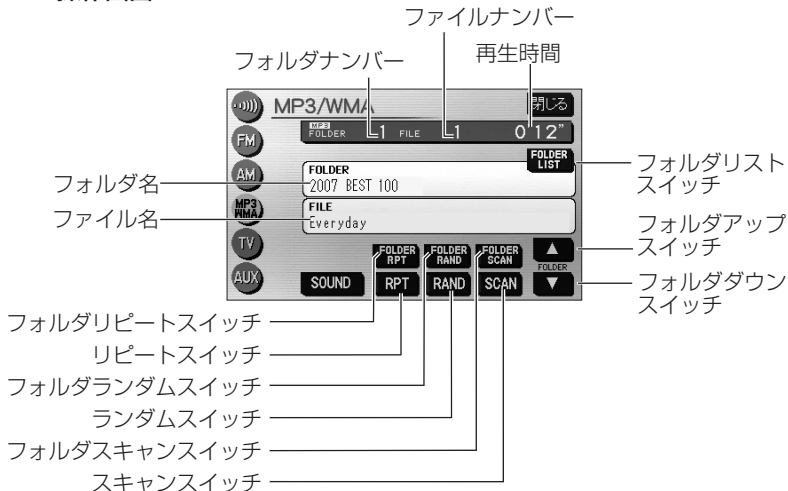 ファイルナンバー
フォルダナンバー
再生時間
MP3/WMA
閉じる
FM
MP3
FOLDER 1 FILE 1 0'12"
AM
FOLDER LIST
フォルダリスト
スイッチ
フォルダ名
FOLDER
2007 BEST 100
MP3
WMA
ファイル名
FILE
Everyday
フォルダアップ
スイッチ
TV
FOLDER RPT
FOLDER RAND
FOLDER SCAN
▲
FOLDER
AUX
SOUND
RPT
RAND
SCAN
▼
フォルダダウン
スイッチ
フォルダリピートスイッチ
リピートスイッチ
フォルダランダムスイッチ
ランダムスイッチ
フォルダスキャンスイッチ
スキャンスイッチ